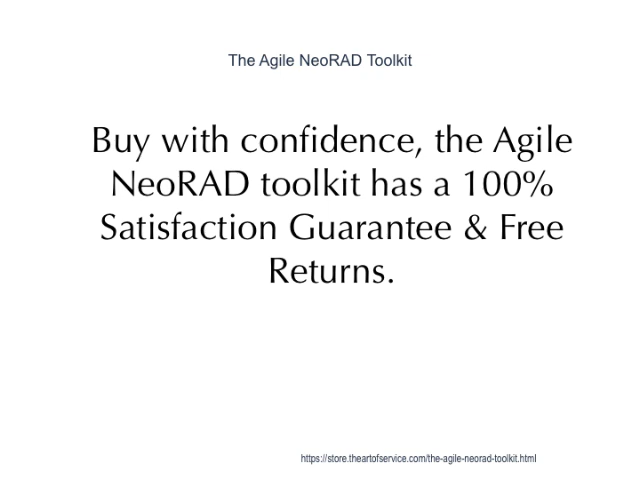 The Agile NeoRAD Toolkit
Buy with confidence, the Agile
NeoRAD toolkit has a 100%
Satisfaction Guarantee & Free
Returns.
https://store.theartofservice.com/the-agile-neorad-toolkit.html